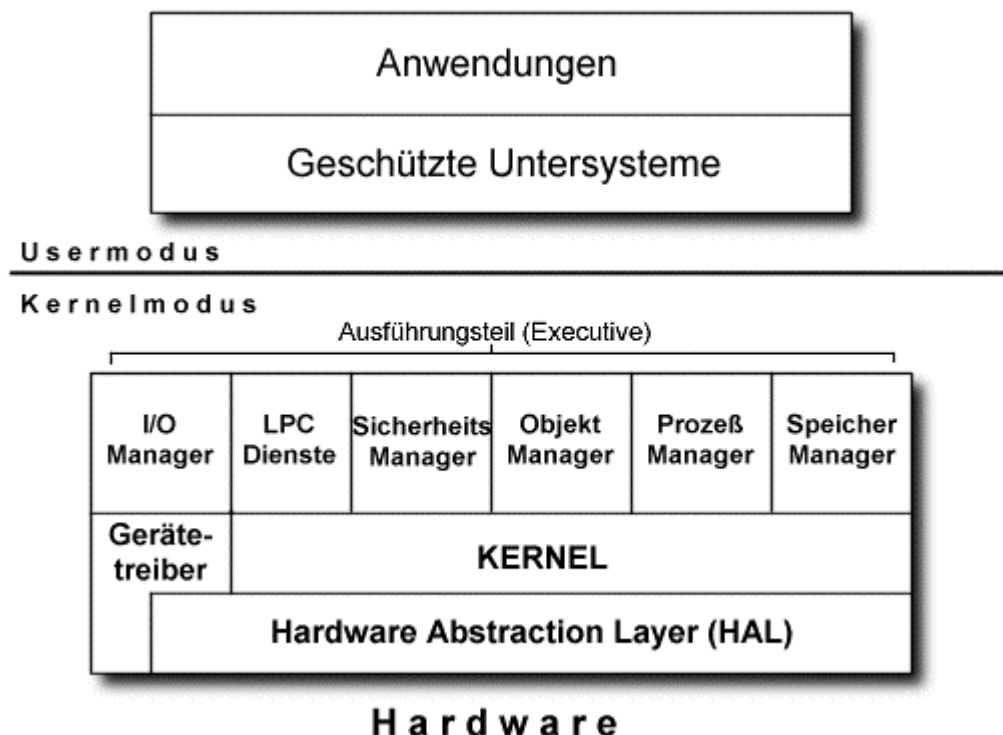 Anwendungen
Geschützte Untersysteme
Usermodus
Kernelmodus
Ausführungsteil (Executive)
I/O
Manager
LPC
Dienste
Sicherheits
Manager
Objekt
Manager
Prozeß
Manager
Speicher
Manager
Geräte-
treiber
KERNEL
Hardware Abstraction Layer (HAL)
Hardware